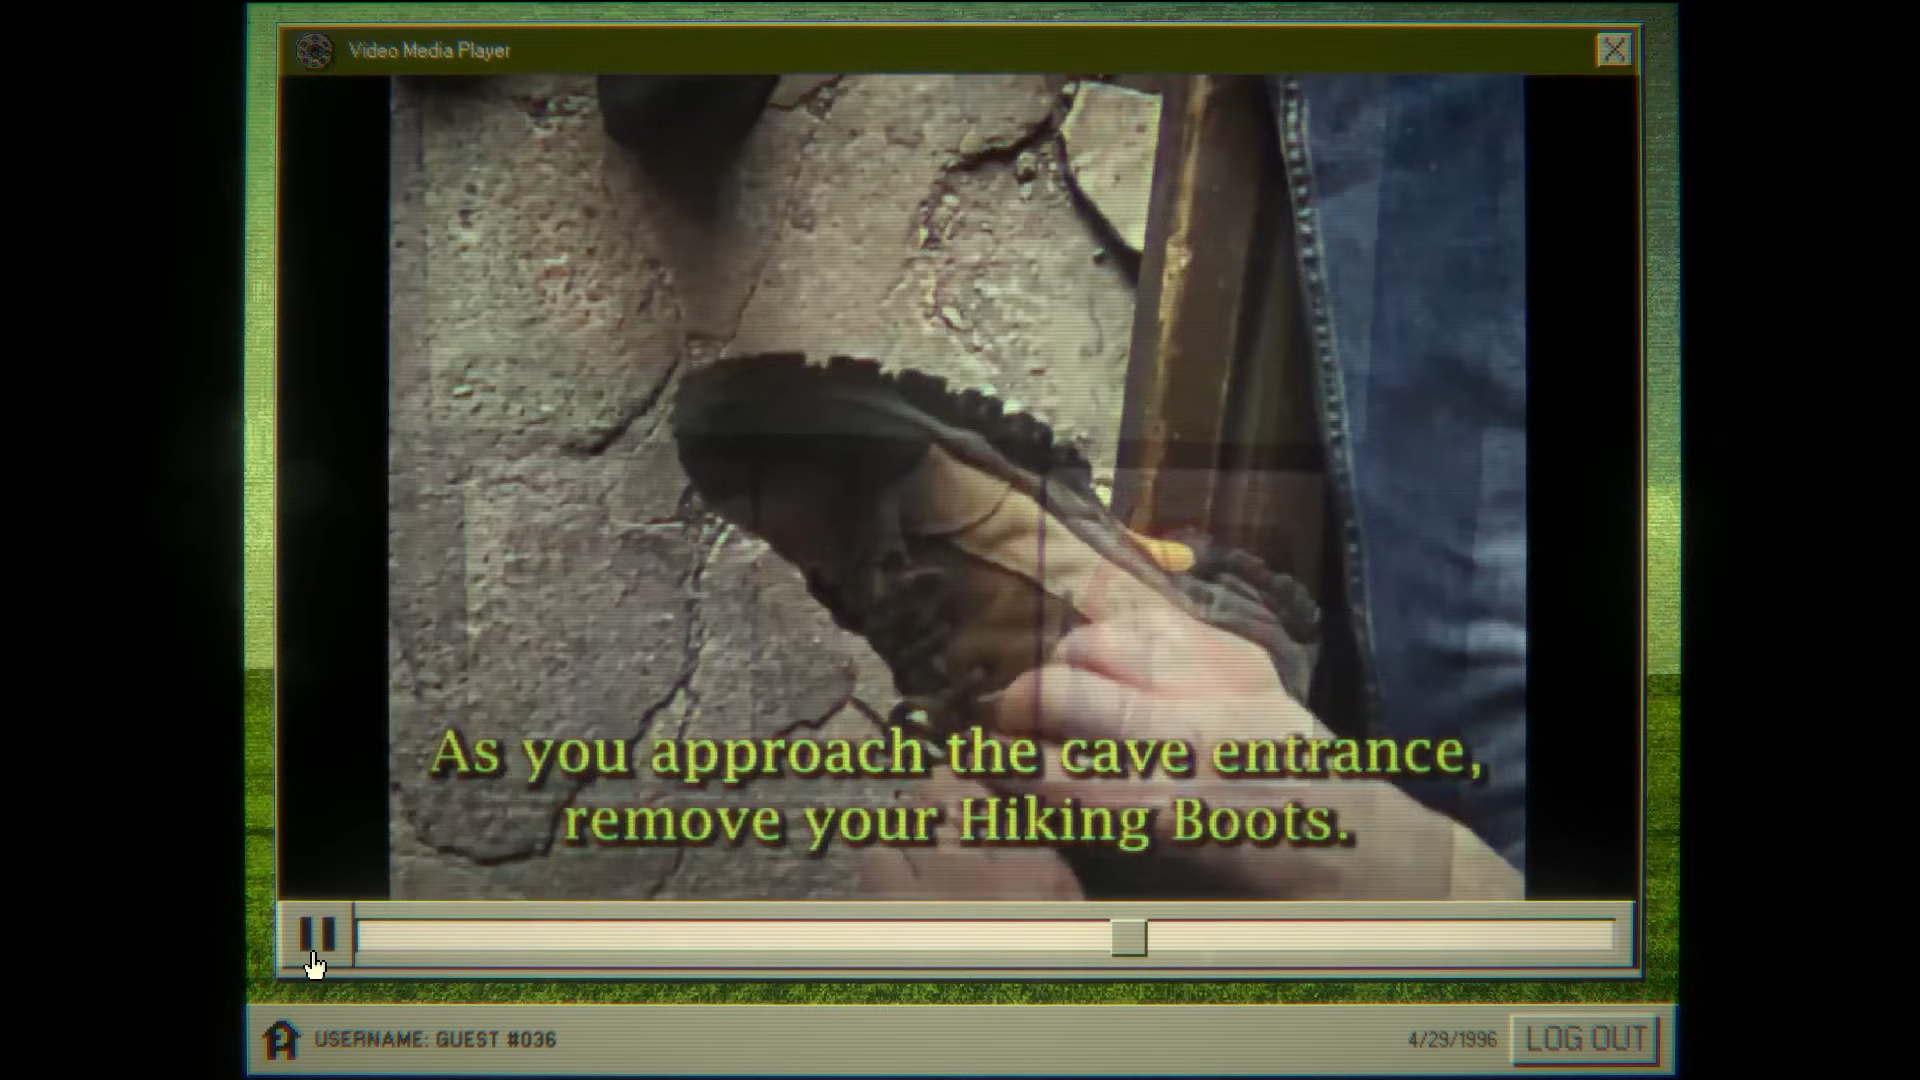 Video Media Player
As you approach the cave entrance,
remove your Hiking Boots.
USERNAME: GUEST #036
4/29/1996
LOG OUT